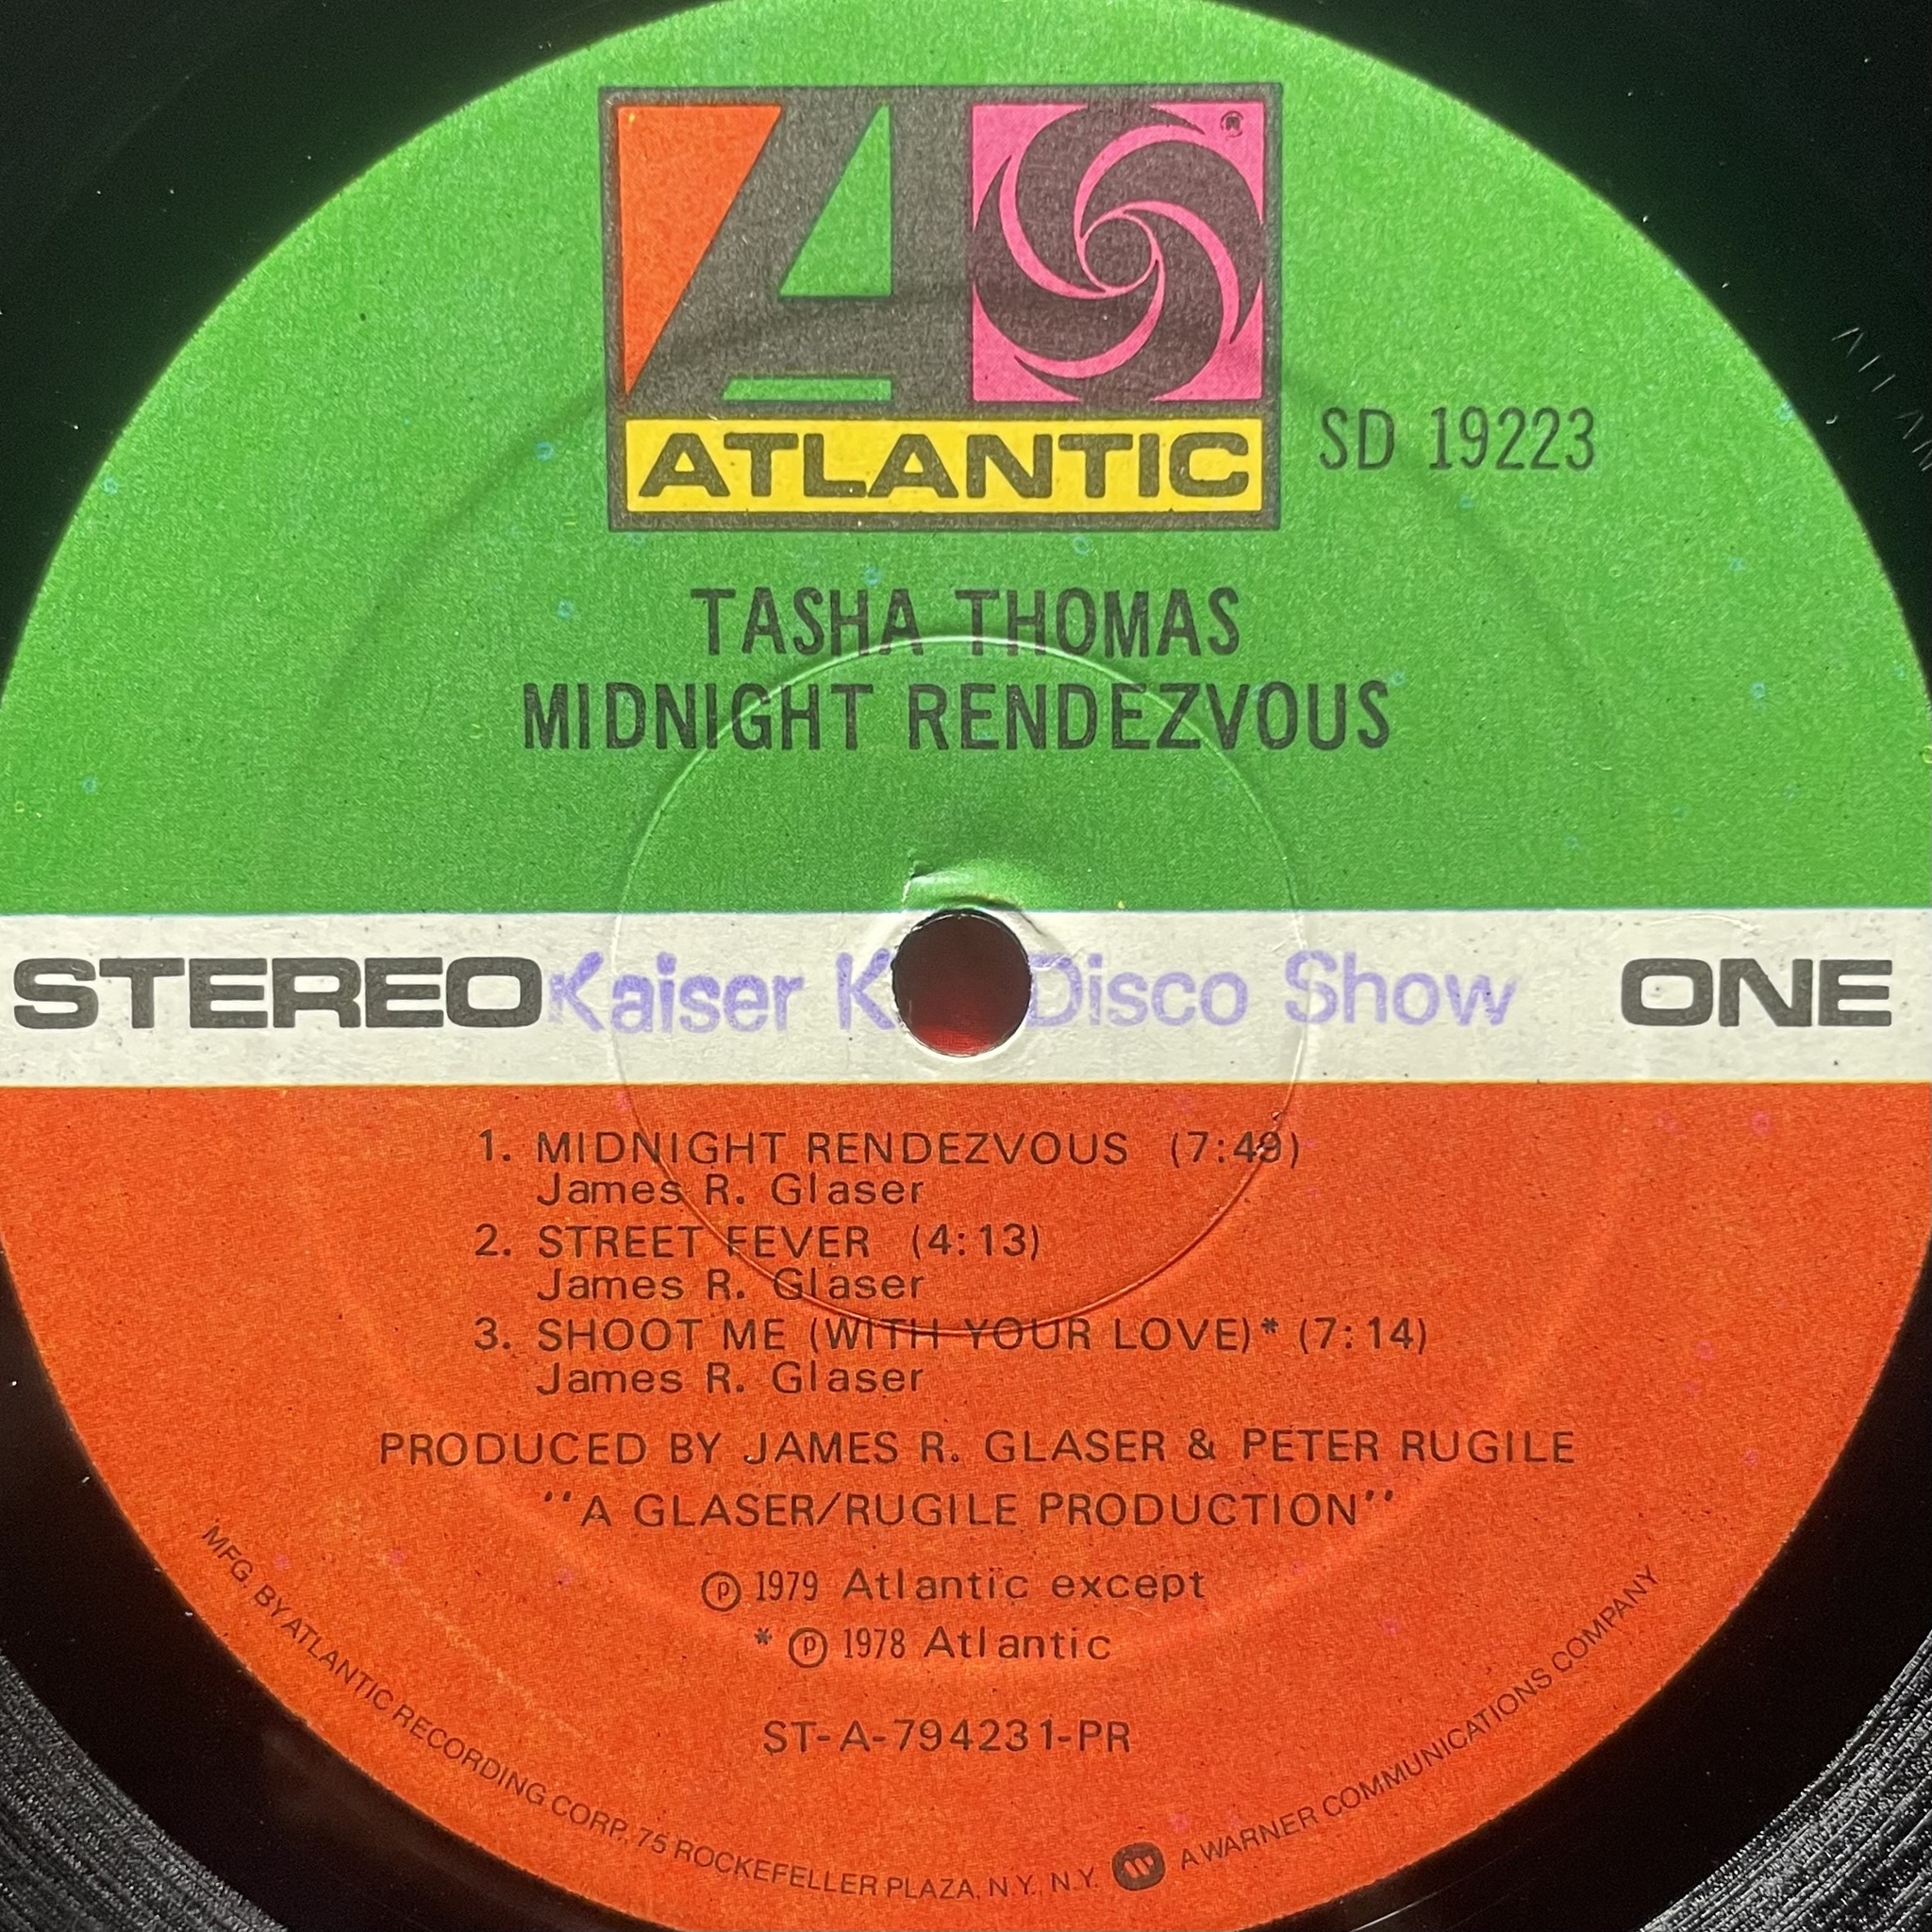 ATLANTIC
SD 19223
TASHA THOMAS
MIDNIGHT RENDEZVOUS
STEREO
Kaiser K Disco Show
ONE
1. MIDNIGHT RENDEZVOUS (7:49)
James R. Glaser
2. STREET FEVER (4:13)
James R. Glaser
3. SHOOT ME (WITH YOUR LOVE)* (7:14)
James R. Glaser
PRODUCED BY JAMES R. GLASER & PETER RUGILE
"A GLASER/RUGILE PRODUCTION"
℗ 1979 Atlantic except
* ℗ 1978 Atlantic
ST-A-794231-PR
MFG. BY ATLANTIC RECORDING CORP., 75 ROCKEFELLER PLAZA, N.Y., N.Y. A WARNER COMMUNICATIONS COMPANY